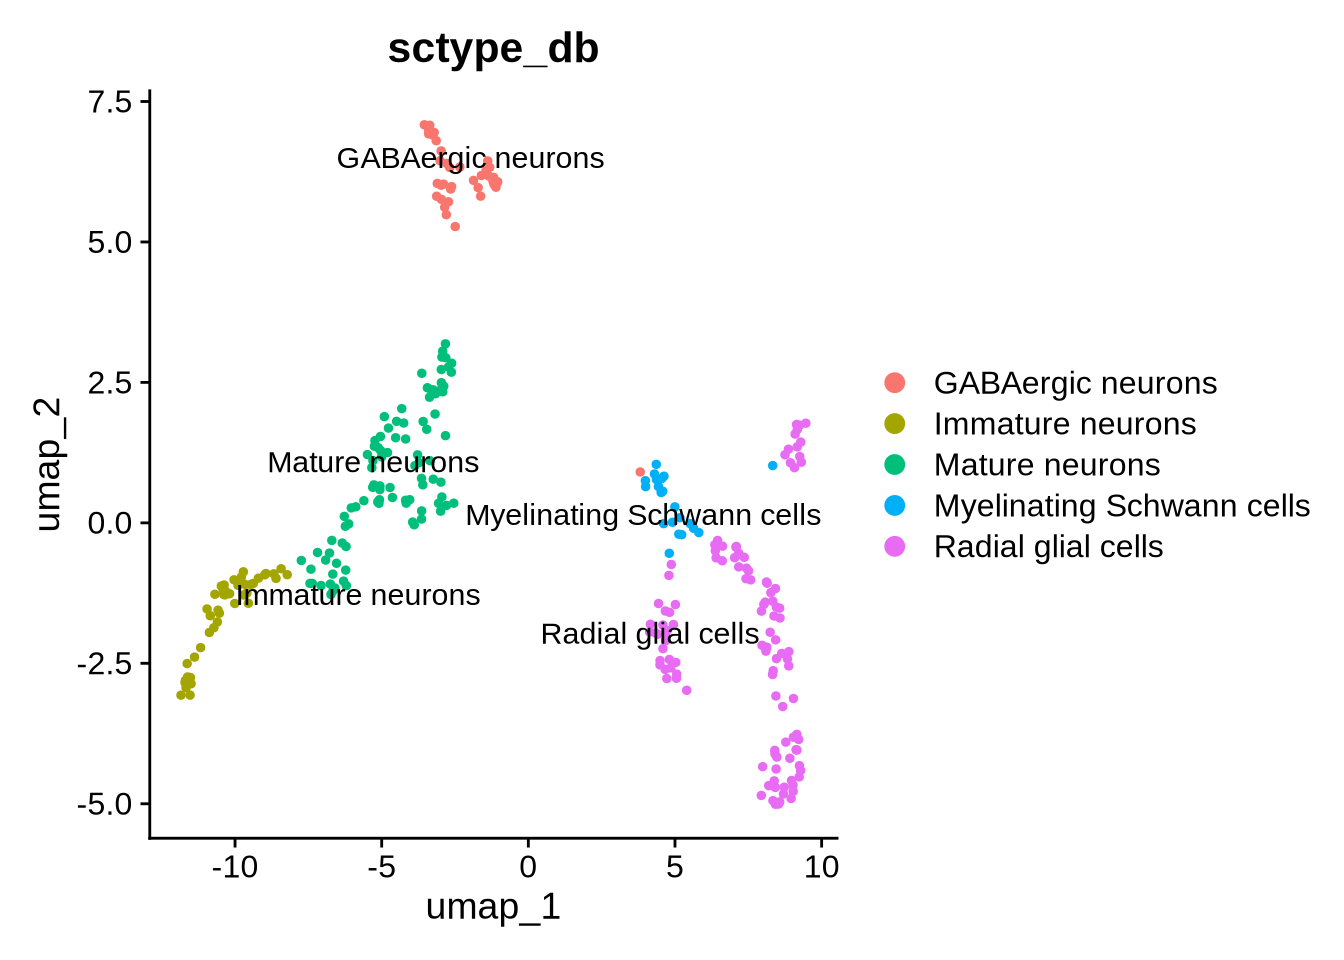 sctype_db
7.5
5.0
2.5
0.0
-2.5
-5.0
umap_2
GABAergic neurons
Mature neurons
Myelinating Schwann cells
Immature neurons
Radial glial cells
-10
-5
0
5
10
umap_1
GABAergic neurons
Immature neurons
Mature neurons
Myelinating Schwann cells
Radial glial cells